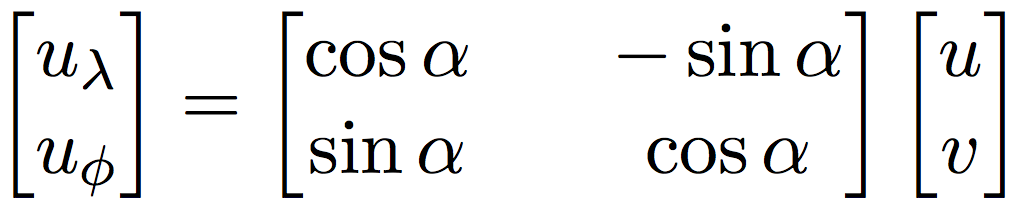 [u_λ] = [cos α − sin α] [u]
[u_ϕ] [sin α cos α] [v]